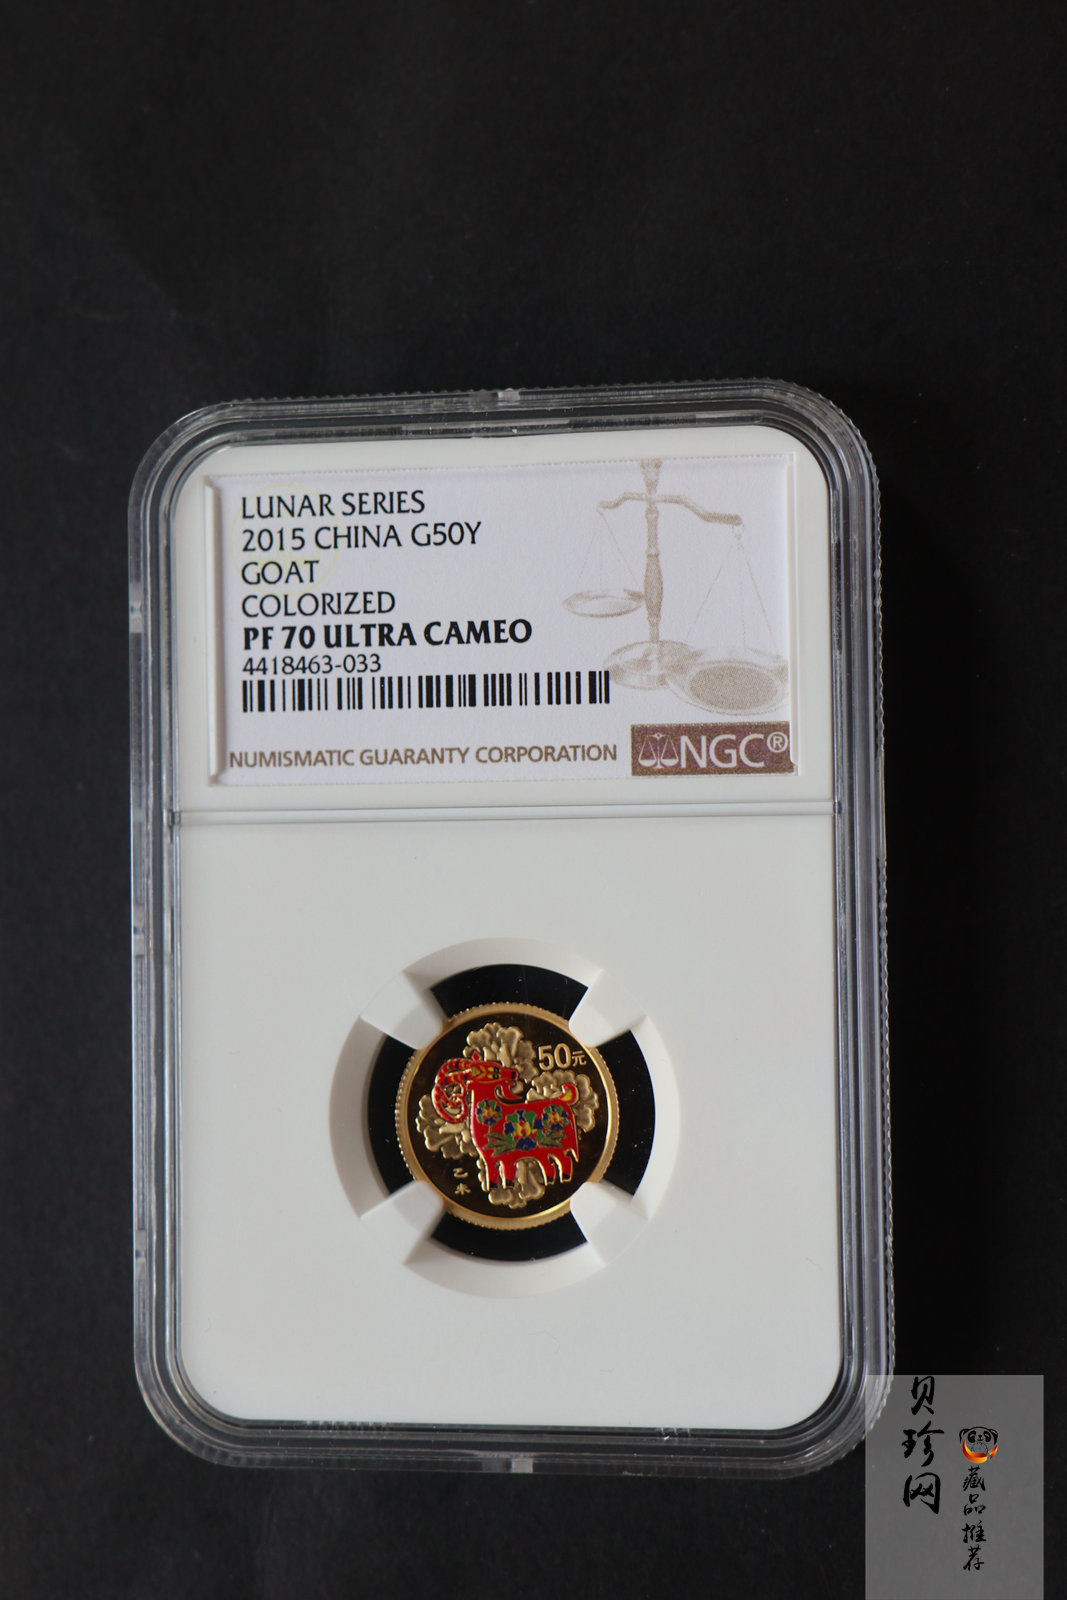 LUNAR SERIES
2015 CHINA G50Y
GOAT
COLORIZED
PF 70 ULTRA CAMEO
4418463-033
NUMISMATIC GUARANTY CORPORATION
NGC®
50元
乙
未
贝珍网
藏品推荐